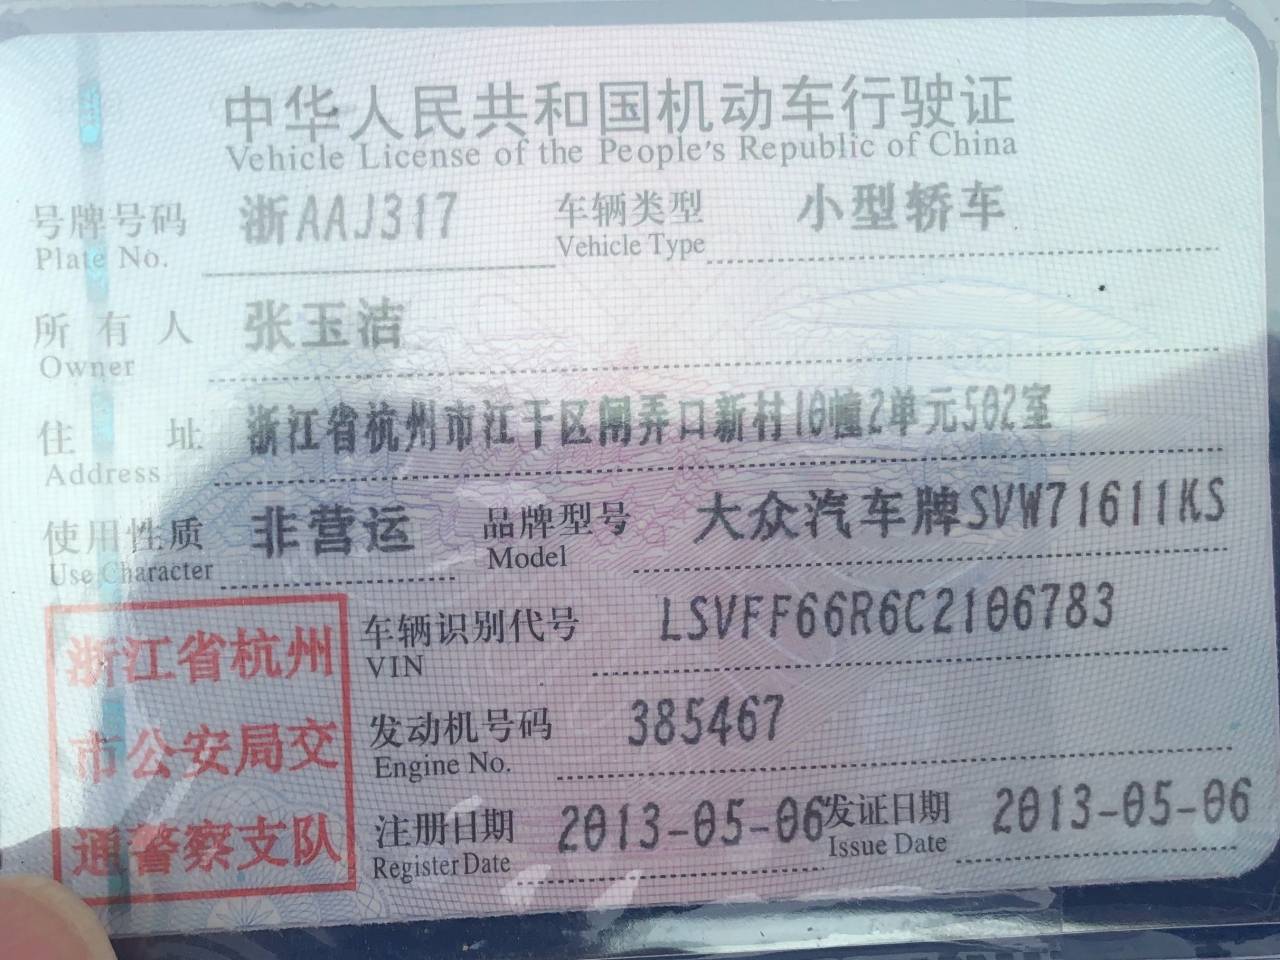 中华人民共和国机动车行驶证
Vehicle License of the People's Republic of China
号牌号码 浙AAJ317 车辆类型 小型轿车
Plate No. Vehicle Type
所有人 张玉洁
Owner
住址 浙江省杭州市江干区闸弄口新村10幢2单元502室
Address
使用性质 非营运 品牌型号 大众汽车牌SVW71611KS
Use Character Model
车辆识别代号 LSVFF66R6C2106783
VIN
发动机号码 385467
Engine No.
注册日期 2013-05-06 发证日期 2013-05-06
Register Date Issue Date
浙江省杭州
市公安局交
通警察支队